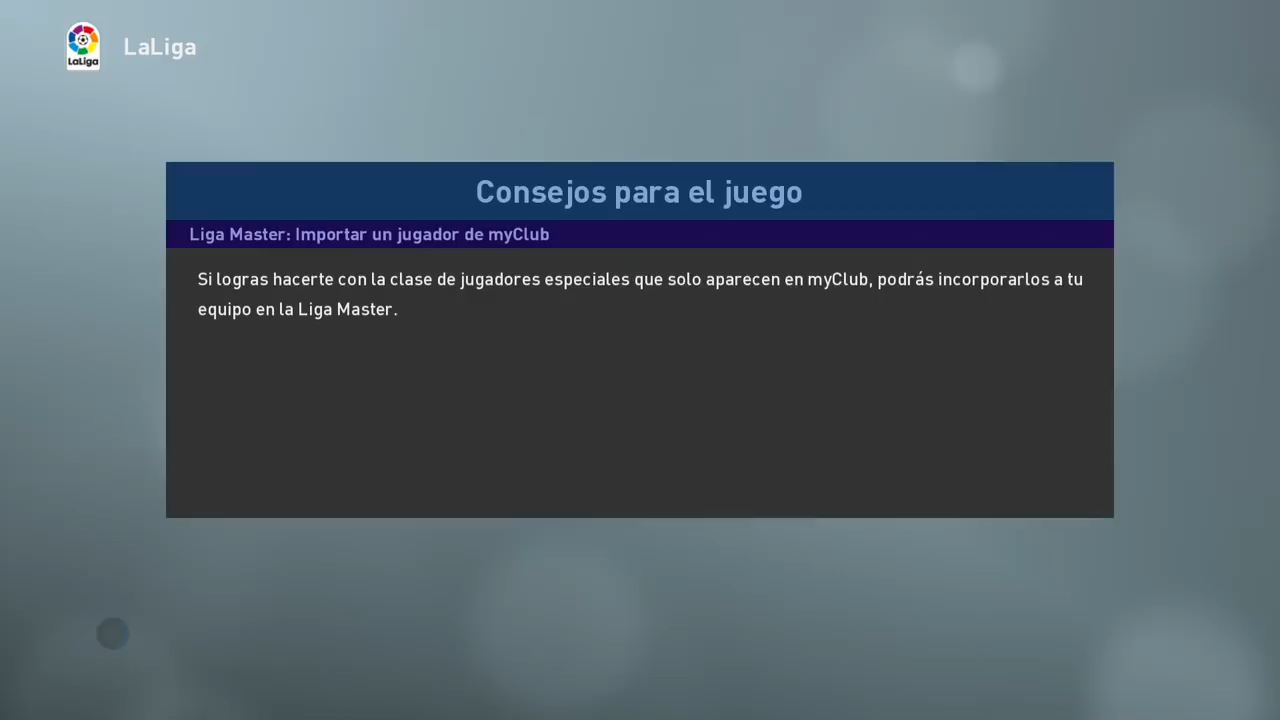 LaLiga
LaLiga
Consejos para el juego
Liga Master: Importar un jugador de myClub
Si logras hacerte con la clase de jugadores especiales que solo aparecen en myClub, podrás incorporarlos a tu
equipo en la Liga Master.